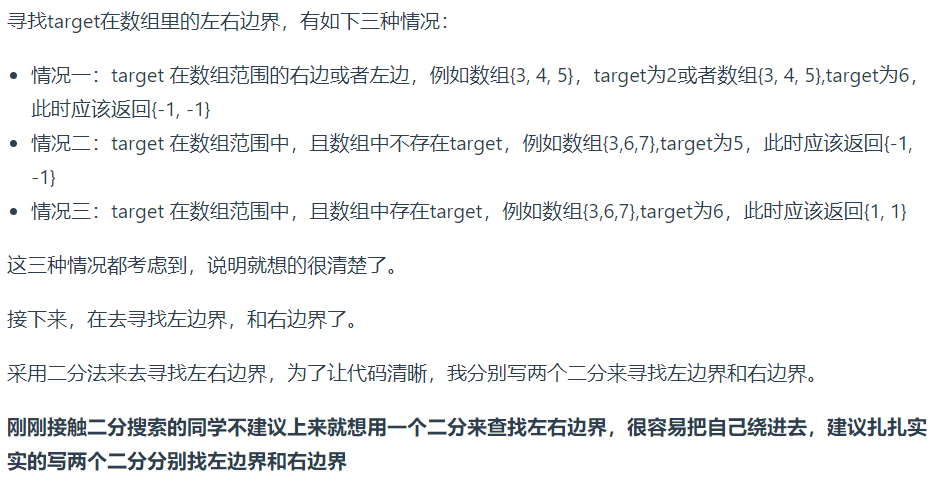 寻找target在数组里的左右边界，有如下三种情况：
• 情况一：target 在数组范围的右边或者左边，例如数组{3, 4, 5}，target为2或者数组{3, 4, 5},target为6，
此时应该返回{-1, -1}
• 情况二：target 在数组范围中，且数组中不存在target，例如数组{3,6,7},target为5，此时应该返回{-1,
-1}
• 情况三：target 在数组范围中，且数组中存在target，例如数组{3,6,7},target为6，此时应该返回{1, 1}
这三种情况都考虑到，说明就想的很清楚了。
接下来，在去寻找左边界，和右边界了。
采用二分法来去寻找左右边界，为了让代码清晰，我分别写两个二分来寻找左边界和右边界。
刚刚接触二分搜索的同学不建议上来就想用一个二分来查找左右边界，很容易把自己绕进去，建议扎扎实
实的写两个二分分别找左边界和右边界